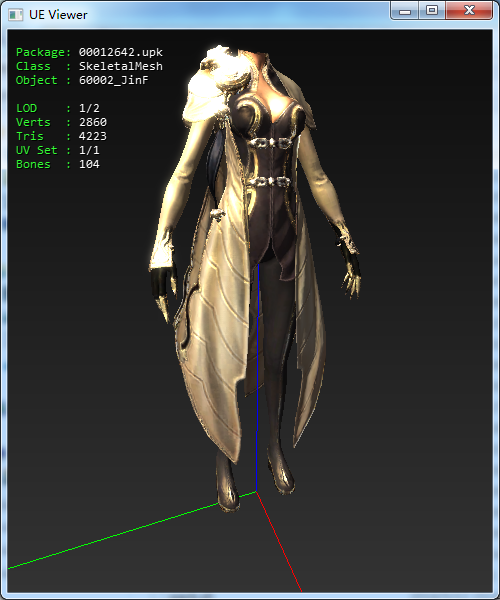 UE Viewer
Package: 00012642.upk
Class : SkeletalMesh
Object : 60002_JinF
LOD : 1/2
Verts : 2860
Tris : 4223
UV Set : 1/1
Bones : 104